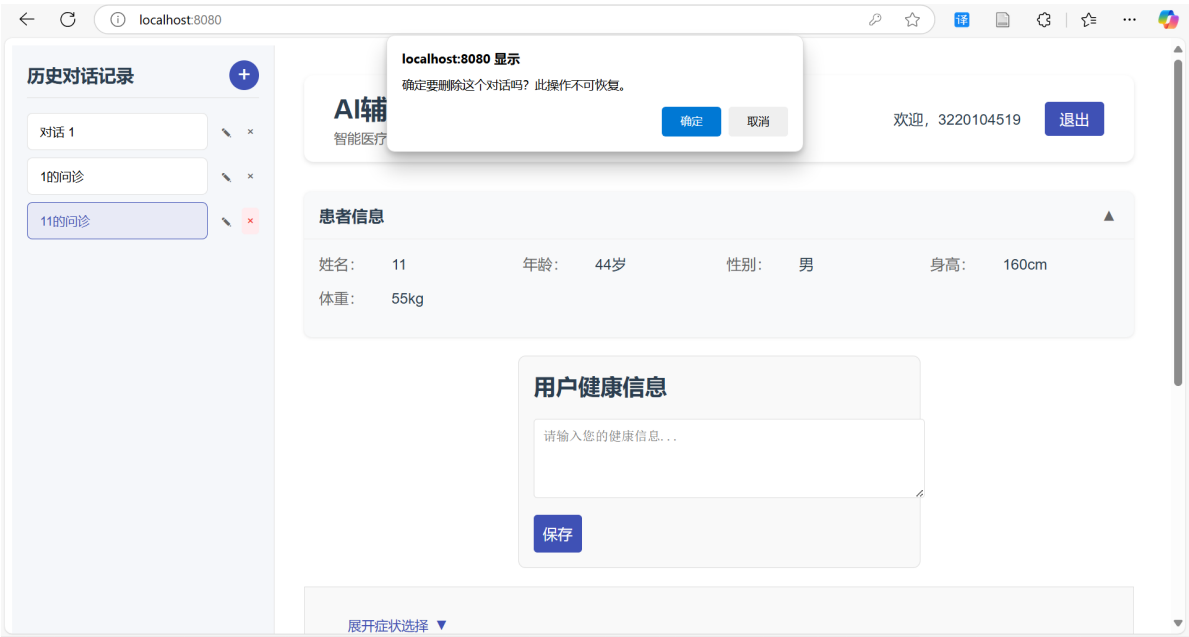 localhost:8080
译
历史对话记录
+
对话 1
×
1的问诊
×
11的问诊
×
localhost:8080 显示
确定要删除这个对话吗？此操作不可恢复。
确定
取消
AI辅
智能医疗
欢迎，3220104519
退出
患者信息
▲
姓名： 11 年龄： 44岁 性别： 男 身高： 160cm
体重： 55kg
用户健康信息
请输入您的健康信息...
保存
展开症状选择 ▼